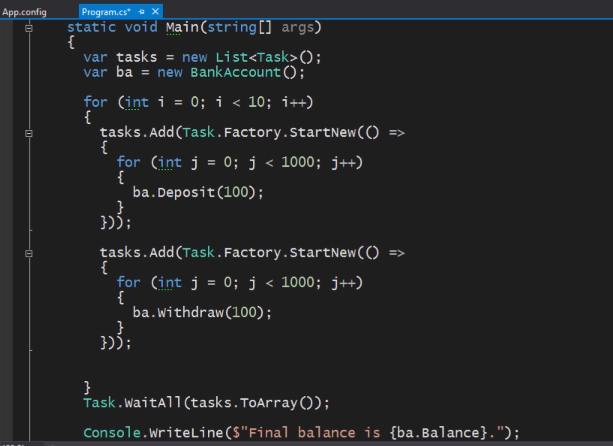 App.config
Program.cs*
static void Main(string[] args)
{
var tasks = new List<Task>();
var ba = new BankAccount();
for (int i = 0; i < 10; i++)
{
tasks.Add(Task.Factory.StartNew(() =>
{
for (int j = 0; j < 1000; j++)
{
ba.Deposit(100);
}
}));
tasks.Add(Task.Factory.StartNew(() =>
{
for (int j = 0; j < 1000; j++)
{
ba.Withdraw(100);
}
}));
}
Task.WaitAll(tasks.ToArray());
Console.WriteLine($"Final balance is {ba.Balance}.");